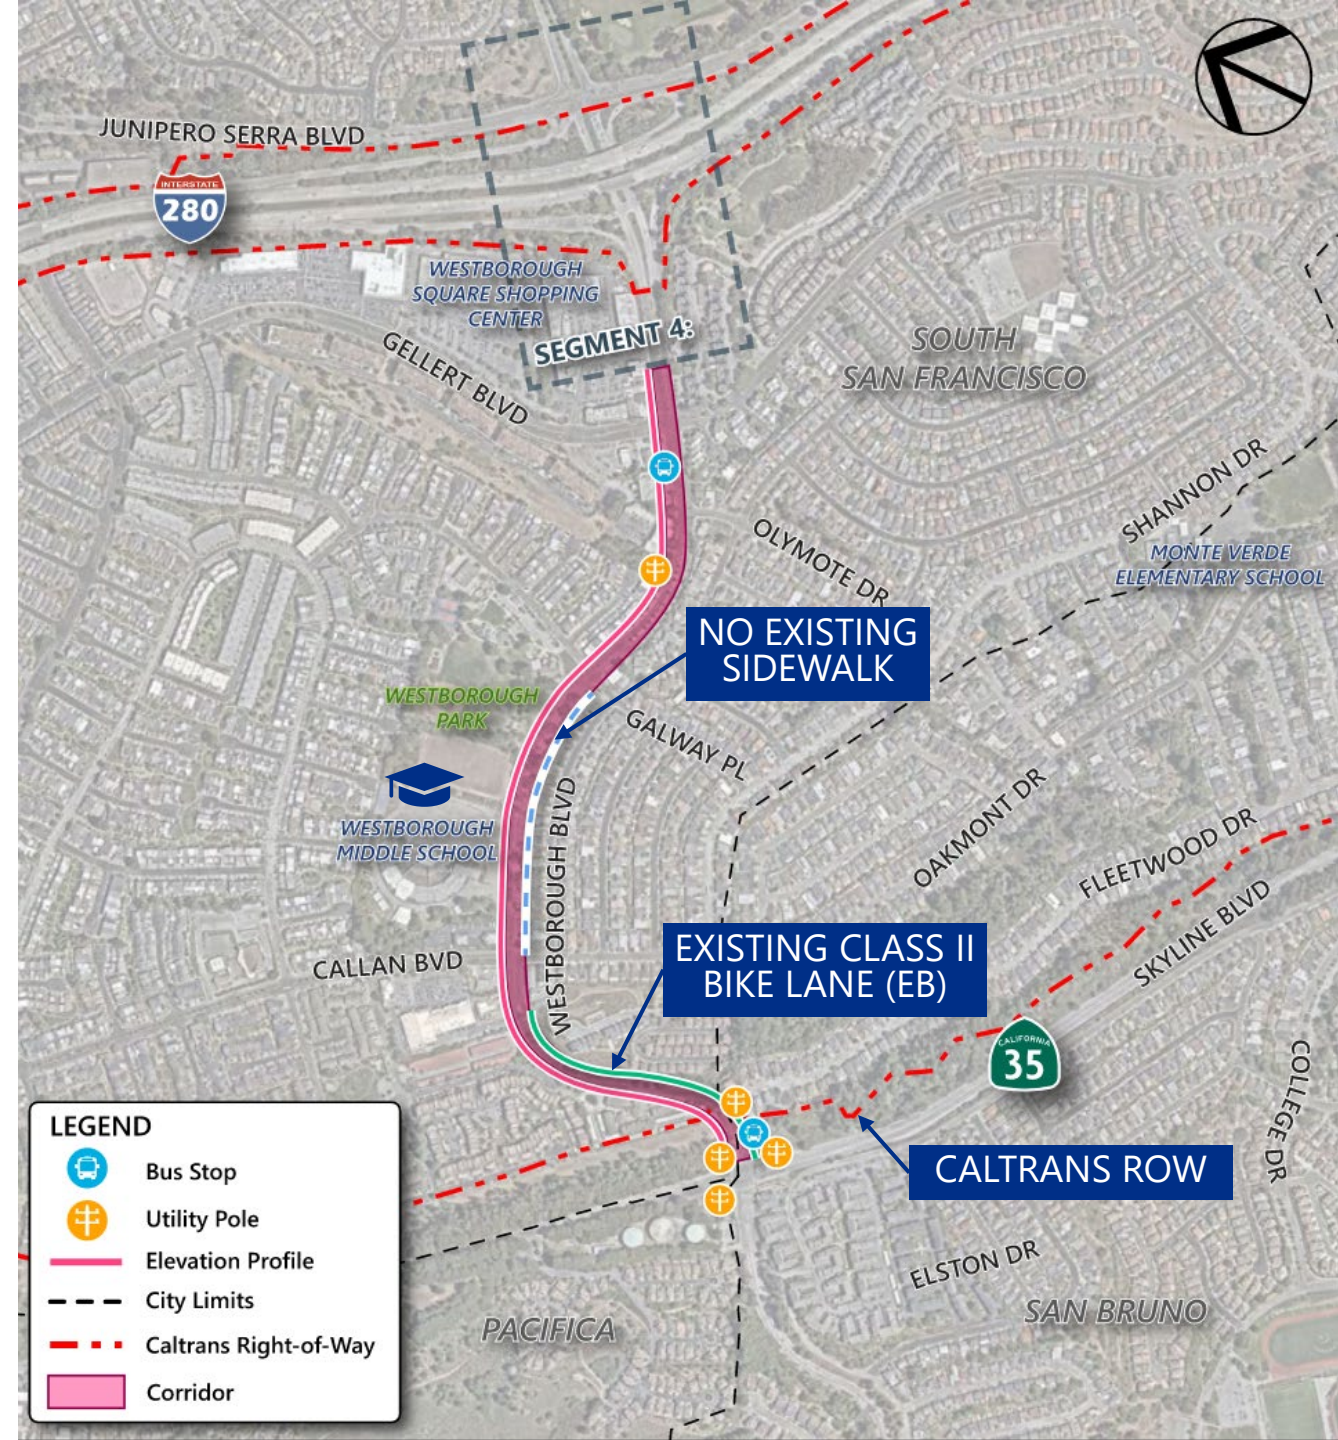 JUNIPERO SERRA BLVD
INTERSTATE
280
WESTBOROUGH
SQUARE SHOPPING
CENTER
SEGMENT 4:
GELLERT BLVD
SOUTH
SAN FRANCISCO
SHANNON DR
OLYMOTE DR
MONTE VERDE
ELEMENTARY SCHOOL
NO EXISTING
SIDEWALK
WESTBOROUGH
PARK
GALWAY PL
WESTBOROUGH
MIDDLE SCHOOL
WESTBOROUGH BLVD
OAKMONT DR
FLEETWOOD DR
SKYLINE BLVD
CALLAN BVD
EXISTING CLASS II
BIKE LANE (EB)
CALIFORNIA
35
COLLEGE DR
CALTRANS ROW
ELSTON DR
SAN BRUNO
PACIFICA
LEGEND
Bus Stop
Utility Pole
Elevation Profile
City Limits
Caltrans Right-of-Way
Corridor